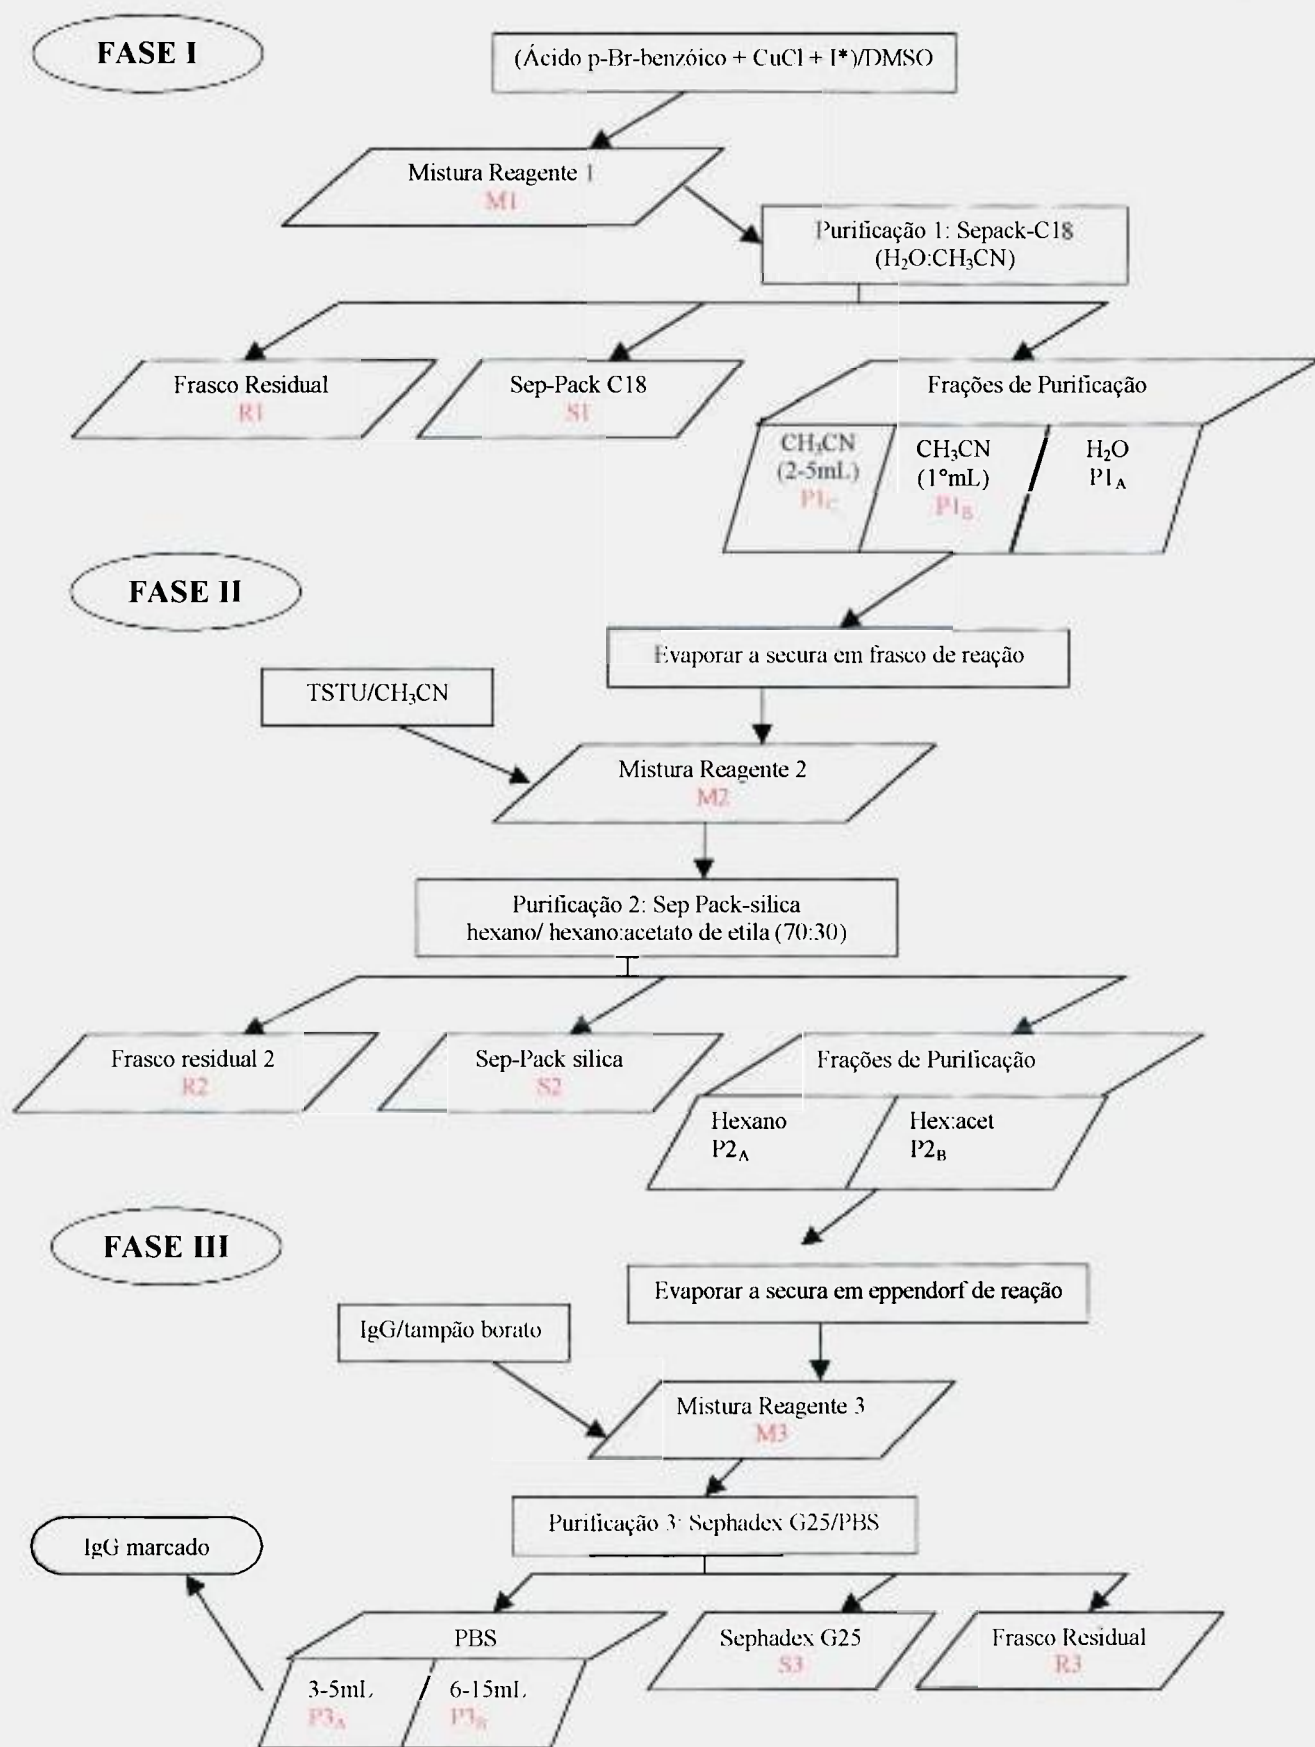 FASE I
(Ácido p-Br-benzóico + CuCl + I*)/DMSO
Mistura Reagente 1
M1
Purificação 1: Sepack-C18
(H₂O:CH₃CN)
Frasco Residual
R1
Sep-Pack C18
S1
Frações de Purificação
CH₃CN
(2-5mL)
P1C
CH₃CN
(1°mL)
P1B
H₂O
P1A
FASE II
Evaporar a secura em frasco de reação
TSTU/CH₃CN
Mistura Reagente 2
M2
Purificação 2: Sep Pack-silica
hexano/ hexano:acetato de etila (70:30)
Frasco residual 2
R2
Sep-Pack silica
S2
Frações de Purificação
Hexano
P2A
Hex:acet
P2B
FASE III
Evaporar a secura em eppendorf de reação
IgG/tampão borato
Mistura Reagente 3
M3
Purificação 3: Sephadex G25/PBS
IgG marcado
PBS
3-5mL
P3A
6-15mL
P3B
Sephadex G25
S3
Frasco Residual
R3